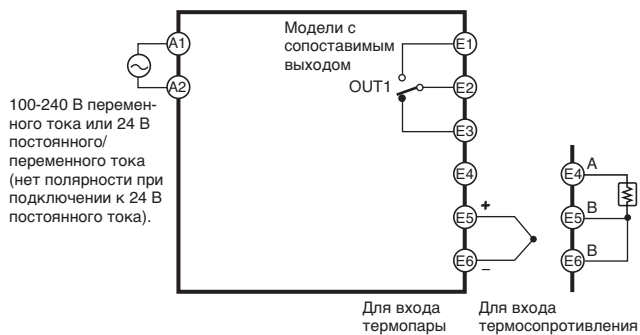 Модели с
сопоставимым
выходом
A1
A2
E1
OUT1
E2
E3
100-240 В перемен-
ного тока или 24 В
постоянного/
переменного тока
(нет полярности при
подключении к 24 В
постоянного тока).
E4
E5
+
E6
–
E4
A
E5
B
E6
B
Для входа
термопары
Для входа
термосопротивления